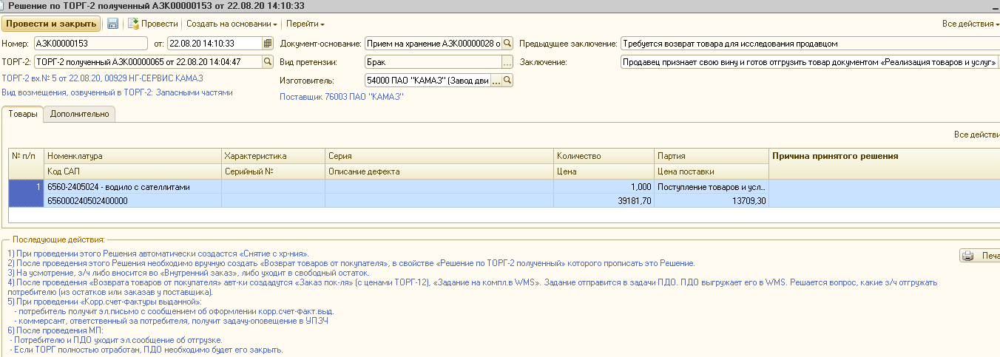 Решение по ТОРГ-2 полученный АЗК00000153 от 22.08.20 14:10:33
Провести и закрыть Провести Создать на основании Перейти Все действия
Номер: АЗК00000153 от: 22.08.20 14:10:33 Документ-основание: Прием на хранение АЗК00000028 о Предыдущее заключение: Требуется возврат товара для исследования продавцом
ТОРГ-2: ТОРГ-2 полученный АЗК00000065 от 22.08.20 14:04:47 Вид претензии: Брак ... Заключение: Продавец признает свою вину и готов отгрузить товар документом «Реализация товаров и услуг»
ТОРГ-2 вх.№ 5 от 22.08.20, 00929 НГ-СЕРВИС КАМАЗ Изготовитель: 54000 ПАО "КАМАЗ" (Завод дви ...
Вид возмещения, озвученный в ТОРГ-2: Запасными частями Поставщик 76003 ПАО "КАМАЗ"
Товары Дополнительно
Все действи
№ п/п Номенклатура Характеристика Серия Количество Партия Причина принятого решения
Код САП Серийный № Описание дефекта Цена Цена поставки
1 6560-2405024 - водило с сателлитами 1,000 Поступление товаров и усл...
656000240502400000 39181,70 13709,30
Последующие действия:
1) При проведении этого Решения автоматически создастся «Снятие с хр-ния».
2) После проведения этого Решения необходимо вручную создать «Возврат товаров от покупателя», в свойстве «Решение по ТОРГ-2 полученный» которого прописать это Решение.
Печа
3) На усмотрение, з/ч либо вносится во «Внутренний заказ», либо уходит в свободный остаток.
4) После проведения «Возврата товаров от покупателя» авт-ки создадутся «Заказ пок-ля» (с ценами ТОРГ-12), «Задание на компл.в WMS». Задание отправится в задачи ПДО. ПДО выгружает его в WMS. Решается вопрос, какие з/ч отгружать
потребителю (из остатков или заказав у поставщика).
5) При проведении «Корр.счет-фактуры выданной»:
- потребитель получит эл.письмо с сообщением об оформлении корр.счет-факт.выд.
- коммерсант, ответственный за потребителя, получит задачу-оповещение в УПЗЧ
6) После проведения МП:
- Потребителю и ПДО уходит эл.сообщение об отгрузке.
- Если ТОРГ полностью отработан, ПДО необходимо будет его закрыть.